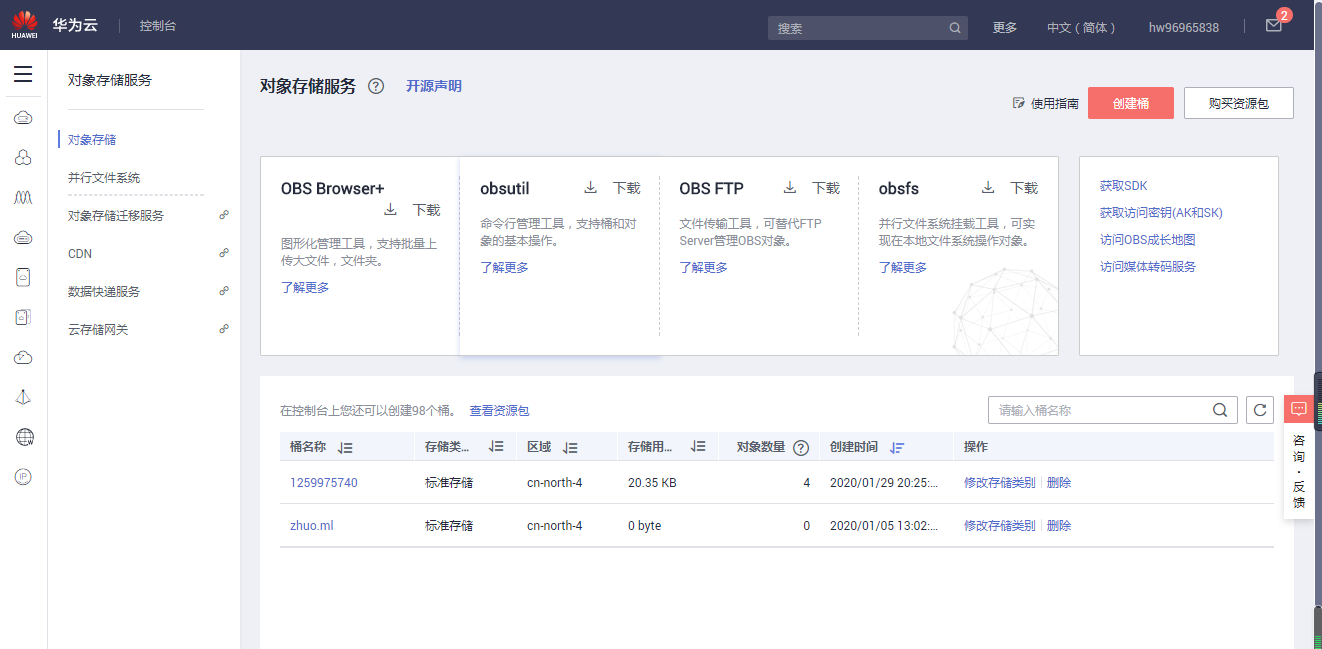 HUAWEI
华为云
控制台
搜索
更多
中文（简体）
hw96965838
2
对象存储服务
对象存储
并行文件系统
对象存储迁移服务
CDN
数据快递服务
云存储网关
IP
对象存储服务 ? 开源声明
使用指南
创建桶
购买资源包
OBS Browser+
下载
图形化管理工具，支持批量上
传大文件，文件夹。
了解更多
obsutil
下载
命令行管理工具，支持桶和对
象的基本操作。
了解更多
OBS FTP
下载
文件传输工具，可替代FTP
Server管理OBS对象。
了解更多
obsfs
下载
并行文件系统挂载工具，可实
现在本地文件系统操作对象。
了解更多
获取SDK
获取访问密钥(AK和SK)
访问OBS成长地图
访问媒体转码服务
在控制台上您还可以创建98个桶。 查看资源包
请输入桶名称
桶名称 存储类... 区域 存储用... 对象数量 ? 创建时间 操作
1259975740 标准存储 cn-north-4 20.35 KB 4 2020/01/29 20:25:... 修改存储类别 删除
zhuo.ml 标准存储 cn-north-4 0 byte 0 2020/01/05 13:02:... 修改存储类别 删除
咨
询
·
反
馈